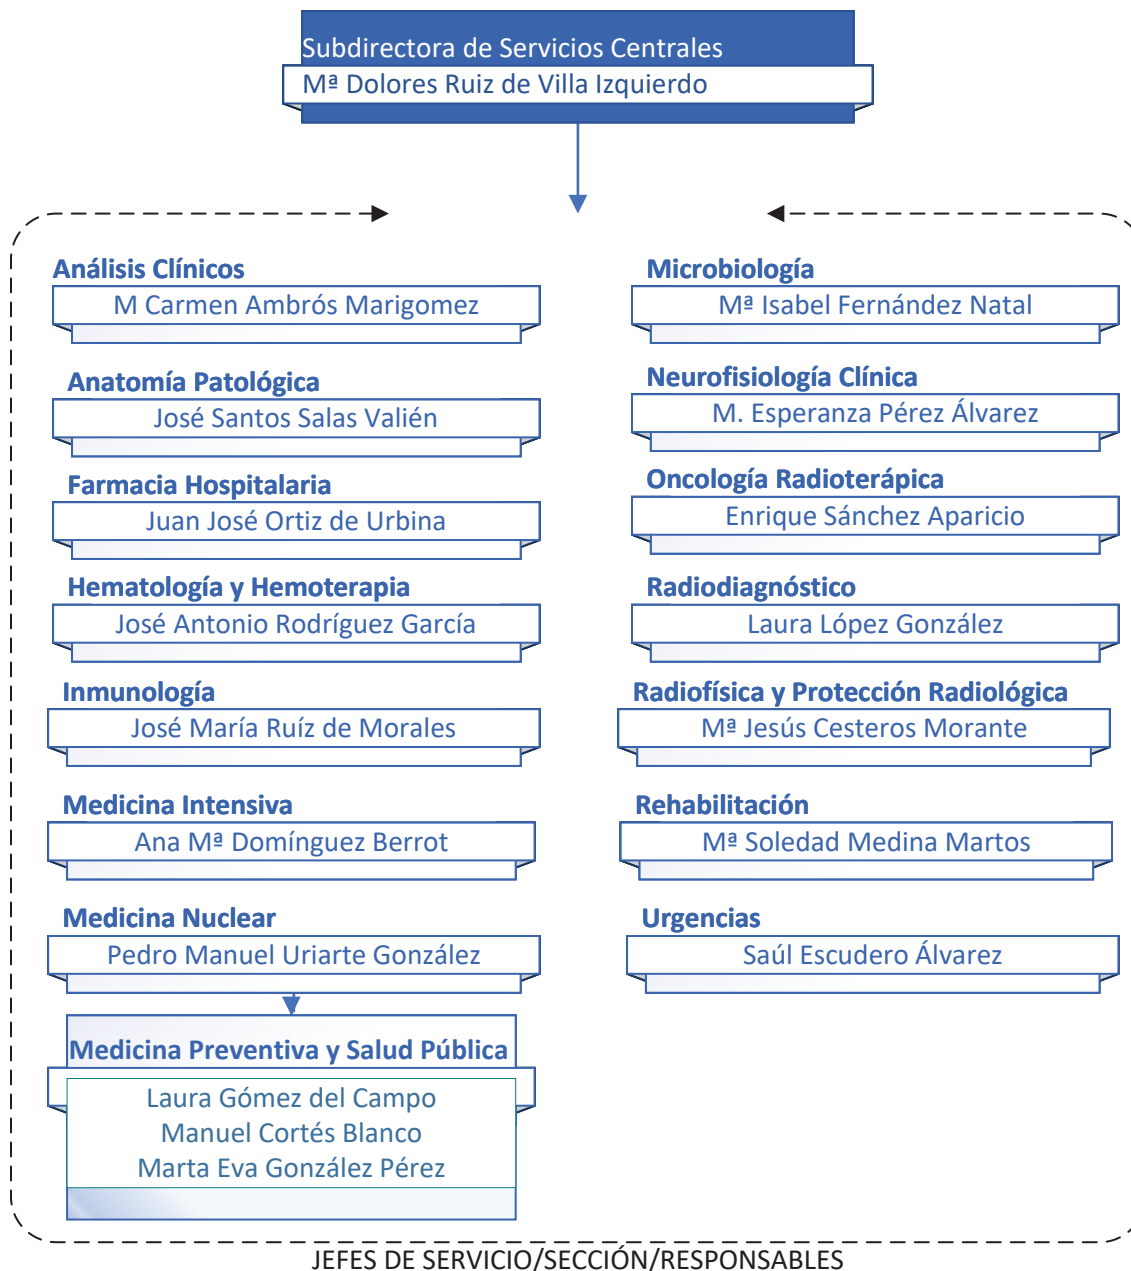 Subdirectora de Servicios Centrales
Mª Dolores Ruiz de Villa Izquierdo
Análisis Clínicos
M Carmen Ambrós Marigomez
Anatomía Patológica
José Santos Salas Valién
Farmacia Hospitalaria
Juan José Ortiz de Urbina
Hematología y Hemoterapia
José Antonio Rodríguez García
Inmunología
José María Ruíz de Morales
Medicina Intensiva
Ana Mª Domínguez Berrot
Medicina Nuclear
Pedro Manuel Uriarte González
Medicina Preventiva y Salud Pública
Laura Gómez del Campo
Manuel Cortés Blanco
Marta Eva González Pérez
Microbiología
Mª Isabel Fernández Natal
Neurofisiología Clínica
M. Esperanza Pérez Álvarez
Oncología Radioterápica
Enrique Sánchez Aparicio
Radiodiagnóstico
Laura López González
Radiofísica y Protección Radiológica
Mª Jesús Cesteros Morante
Rehabilitación
Mª Soledad Medina Martos
Urgencias
Saúl Escudero Álvarez
JEFES DE SERVICIO/SECCIÓN/RESPONSABLES